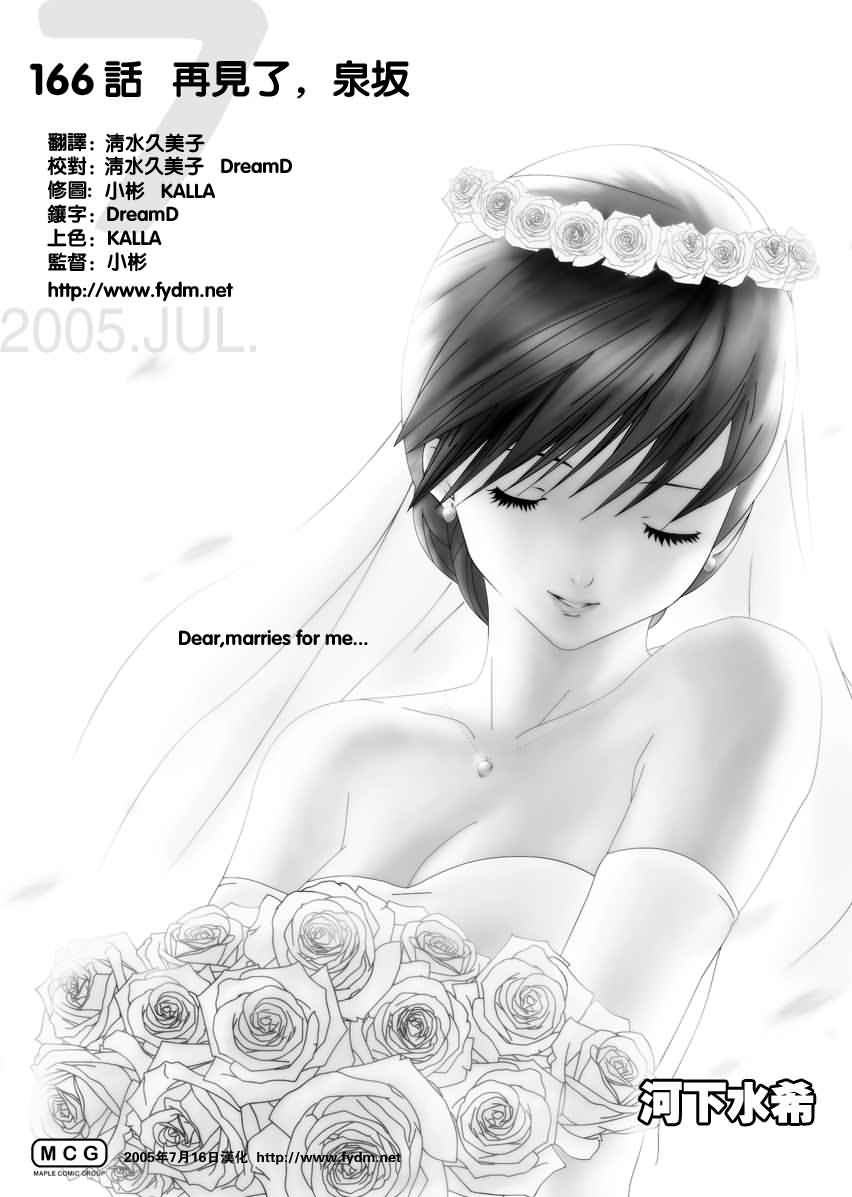 7
166話 再見了，泉坂
翻譯：清水久美子
校對：清水久美子 DreamD
修圖：小彬 KALLA
鑲字：DreamD
上色：KALLA
監督：小彬
http://www.fydm.net
2005.JUL.
Dear,marries for me...
河下水希
MCG
MAPLE COMIC GROUP
2005年7月16日漢化 http://www.fydm.net